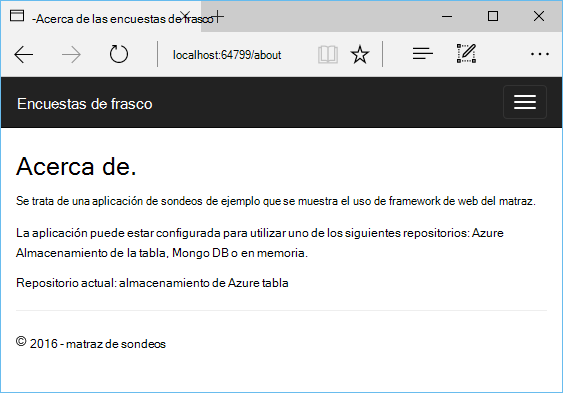 -Acerca de las encuestas de frasco
localhost:64799/about
Encuestas de frasco
Acerca de.
Se trata de una aplicación de sondeos de ejemplo que se muestra el uso de framework de web del matraz.
La aplicación puede estar configurada para utilizar uno de los siguientes repositorios: Azure
Almacenamiento de la tabla, Mongo DB o en memoria.
Repositorio actual: almacenamiento de Azure tabla
© 2016 - matraz de sondeos